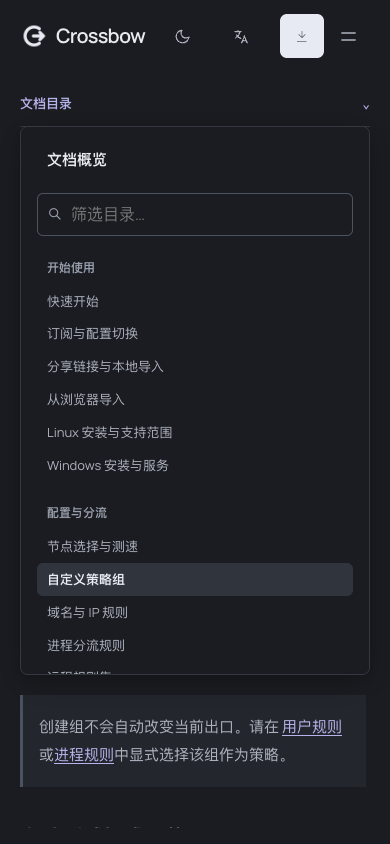 Crossbow
文档目录
文档概览
筛选目录...
开始使用
快速开始
订阅与配置切换
分享链接与本地导入
从浏览器导入
Linux 安装与支持范围
Windows 安装与服务
配置与分流
节点选择与测速
自定义策略组
域名与 IP 规则
进程分流规则
创建组不会自动改变当前出口。请在 用户规则
或进程规则中显式选择该组作为策略。